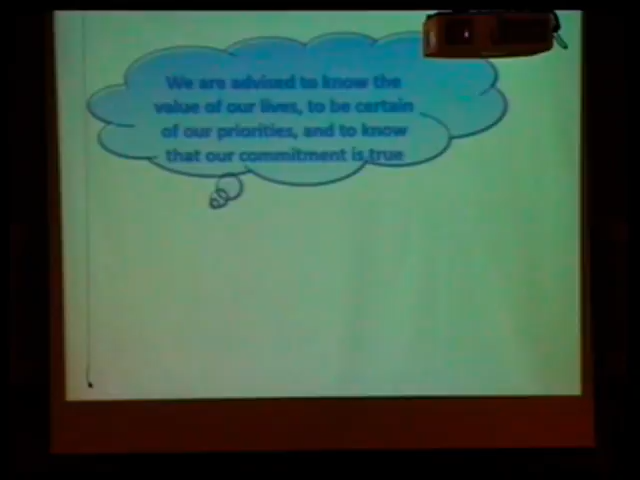 We are advised to know the
value of our lives, to be certain
of our priorities, and to know
that our commitment is true